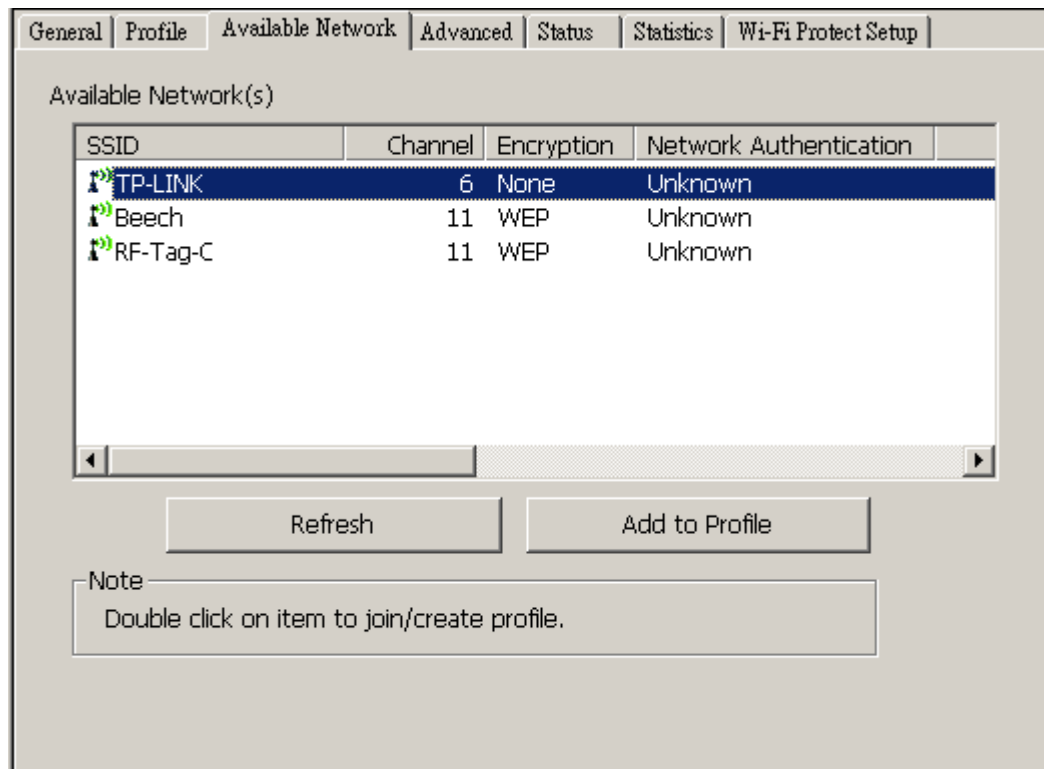 General Profile Available Network Advanced Status Statistics Wi-Fi Protect Setup
Available Network(s)
SSID Channel Encryption Network Authentication
TP-LINK 6 None Unknown
Beech 11 WEP Unknown
RF-Tag-C 11 WEP Unknown
Refresh Add to Profile
Note
Double click on item to join/create profile.